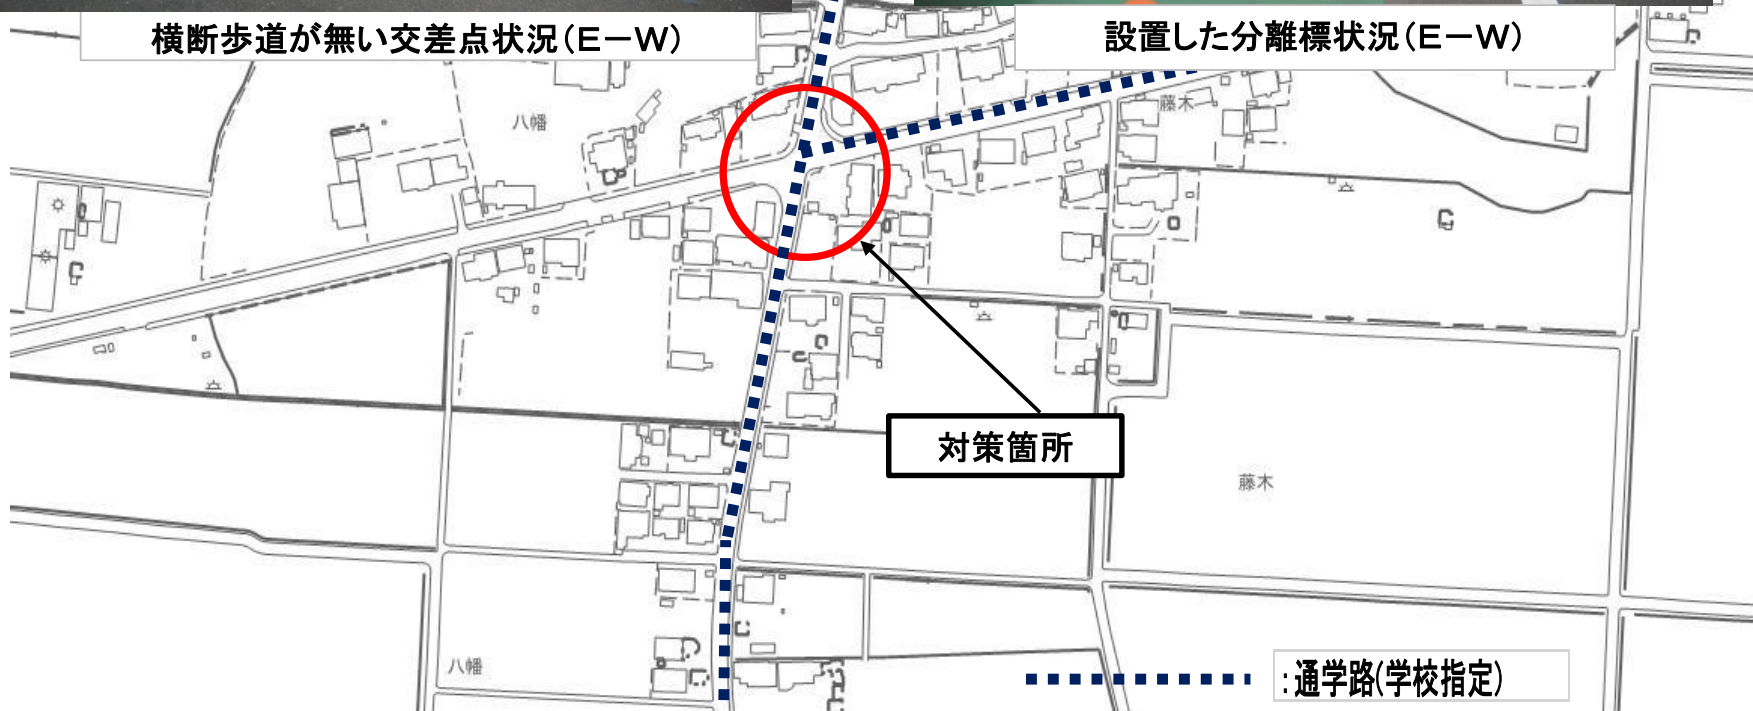 横断歩道が無い交差点状況(E－W)
設置した分離標状況(E－W)
八幡
藤木
対策箇所
藤木
八幡
:通学路(学校指定)